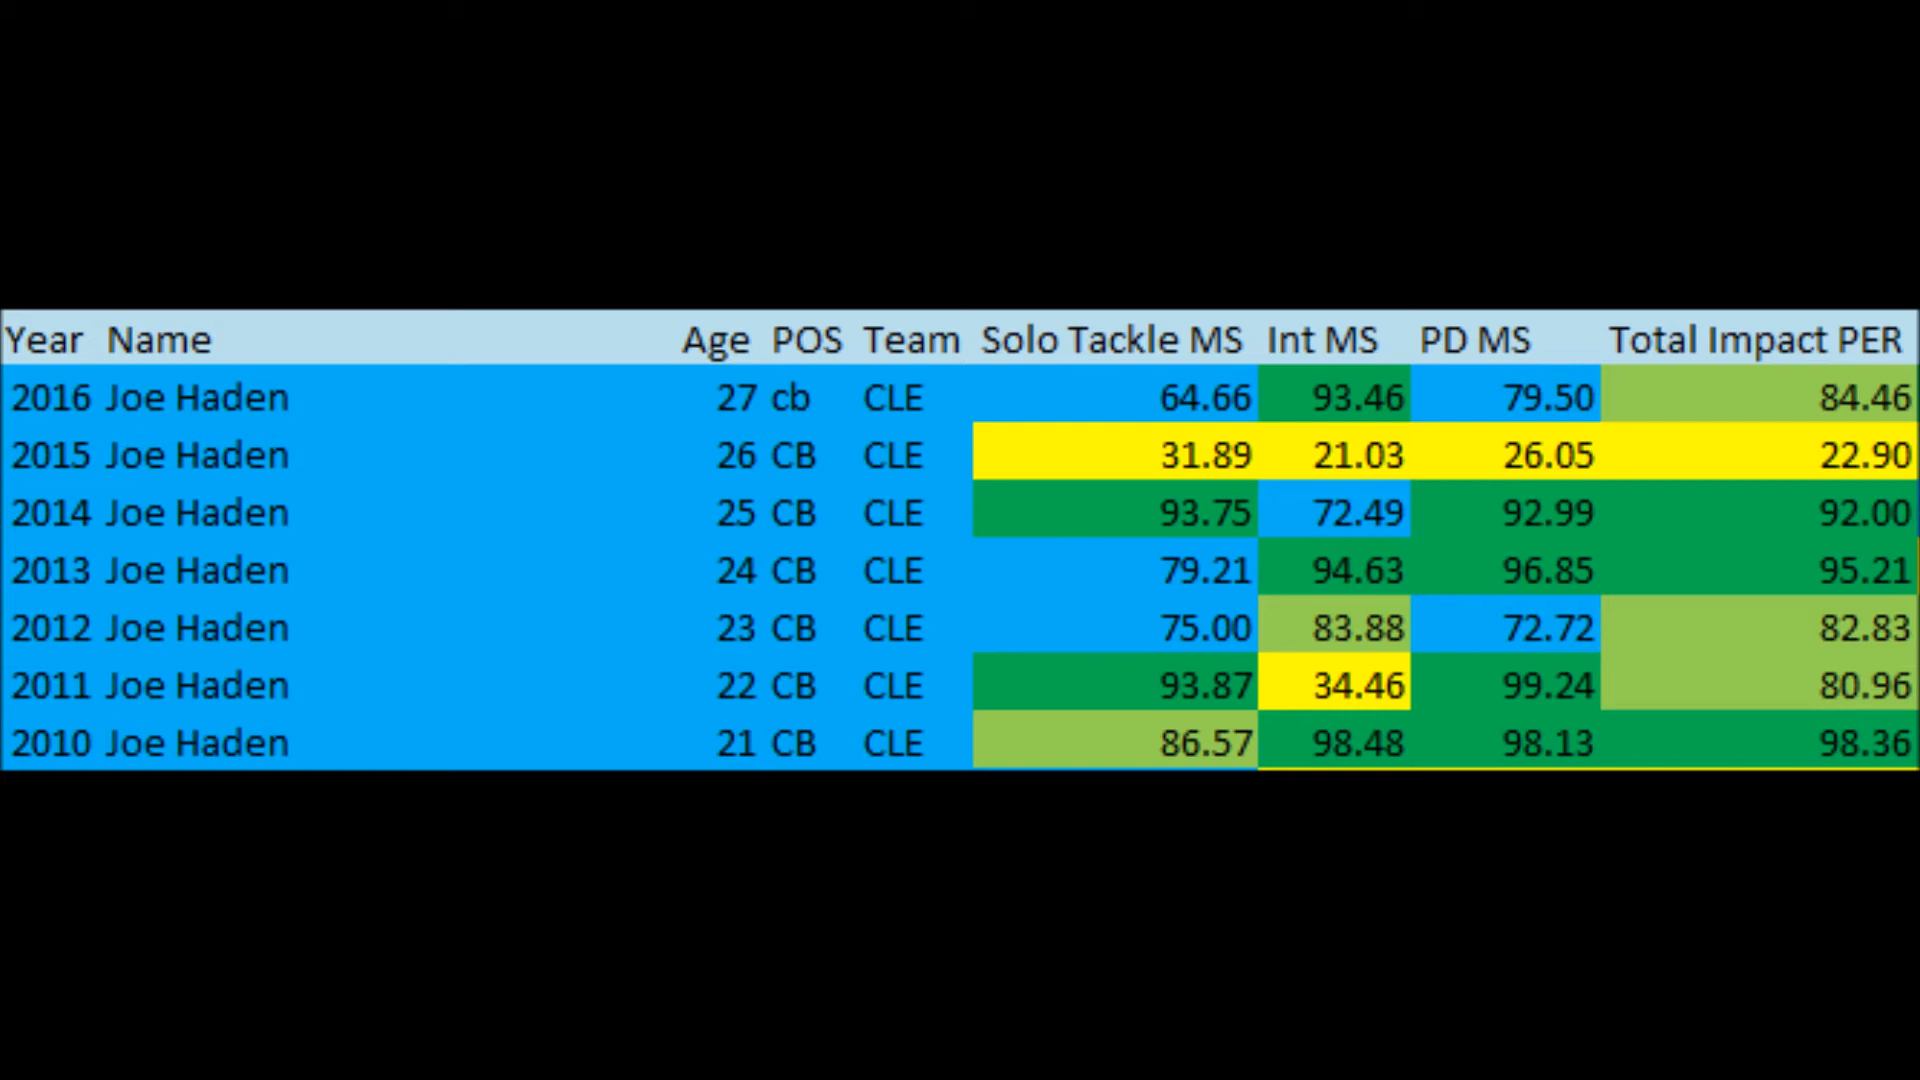 Year Name Age POS Team Solo Tackle MS Int MS PD MS Total Impact PER
2016 Joe Haden 27 cb CLE 64.66 93.46 79.50 84.46
2015 Joe Haden 26 CB CLE 31.89 21.03 26.05 22.90
2014 Joe Haden 25 CB CLE 93.75 72.49 92.99 92.00
2013 Joe Haden 24 CB CLE 79.21 94.63 96.85 95.21
2012 Joe Haden 23 CB CLE 75.00 83.88 72.72 82.83
2011 Joe Haden 22 CB CLE 93.87 34.46 99.24 80.96
2010 Joe Haden 21 CB CLE 86.57 98.48 98.13 98.36